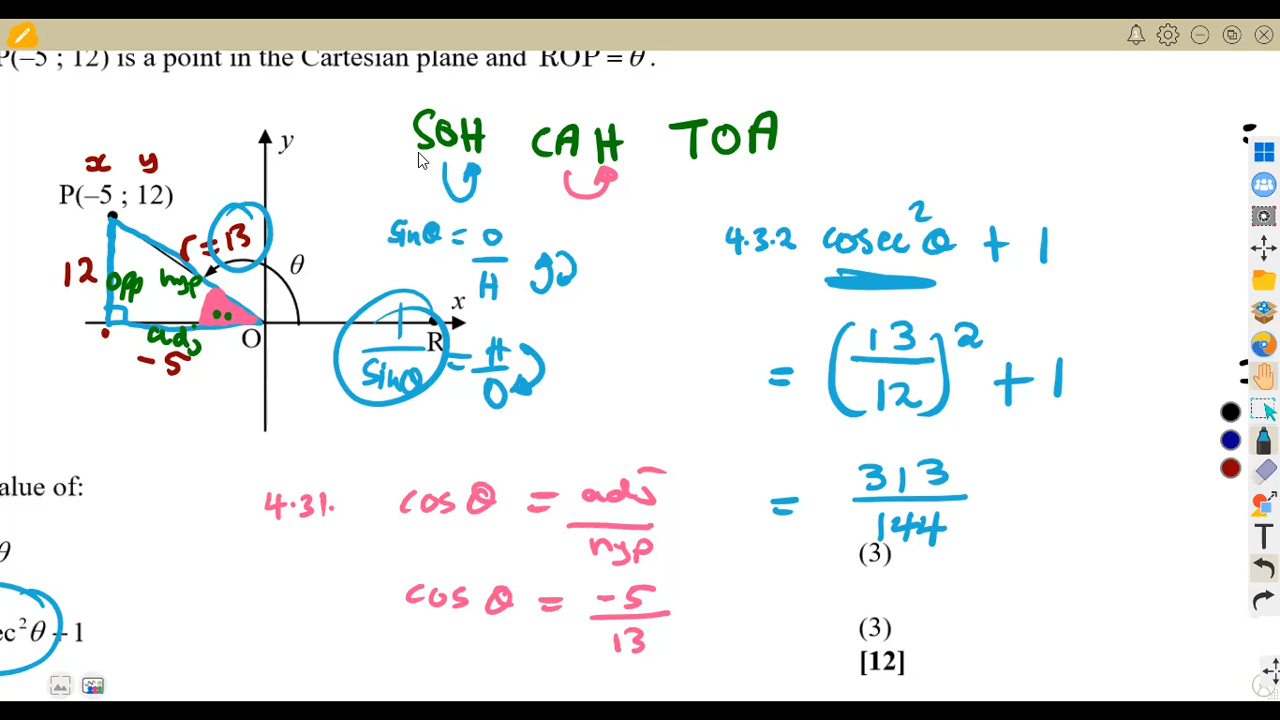 P(–5 ; 12) is a point in the Cartesian plane and ROP = θ.
SOH CAH TOA
y
x y
P(–5 ; 12)
r = 13
θ
12
opp
hyp
adj
-5
O
R
x
sinθ = O/H
1/sinθ = H/O
4.3.2 cosec²θ + 1
= (13/12)² + 1
= 313/144
alue of:
4.31. cosθ = adj/hyp
cosθ = -5/13
θ
(3)
ec²θ + 1
(3)
[12]
T